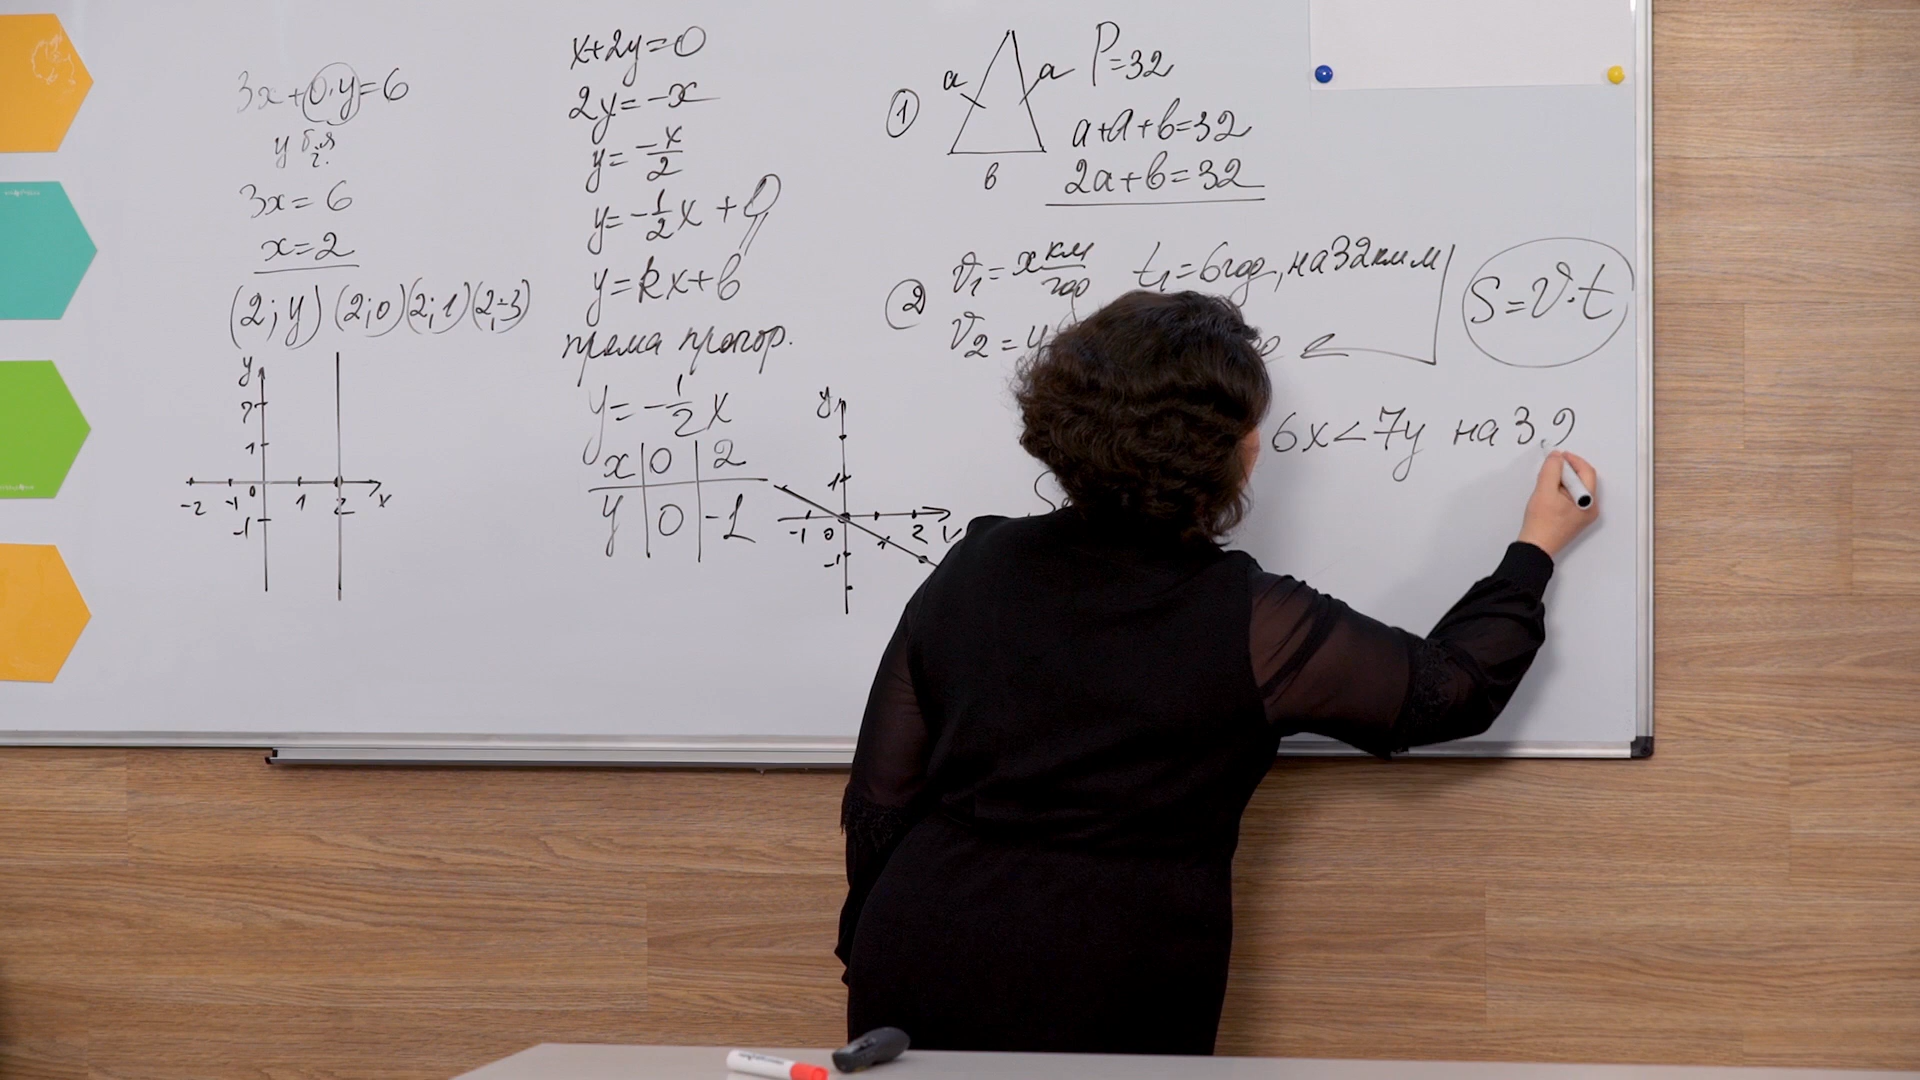 3x+0·y=6
y
3x=6
x=2
(2;y) (2;0) (2;1) (2;-3)
y
2
1
-2 -1 0 1 2 x
-1
x+2y=0
2y=-x
y=-x/2
y=-1/2x+0
y=kx+b
пряма пропор.
y=-1/2x
x 0 2
y 0 -1
y
1
-1 0 1 2
-1
1
a a
в
P=32
a+a+в=32
2a+в=32
2
V₁=x км/год t₁=6год, на 32км м
V₂=y
S=V·t
6x<7y на 32